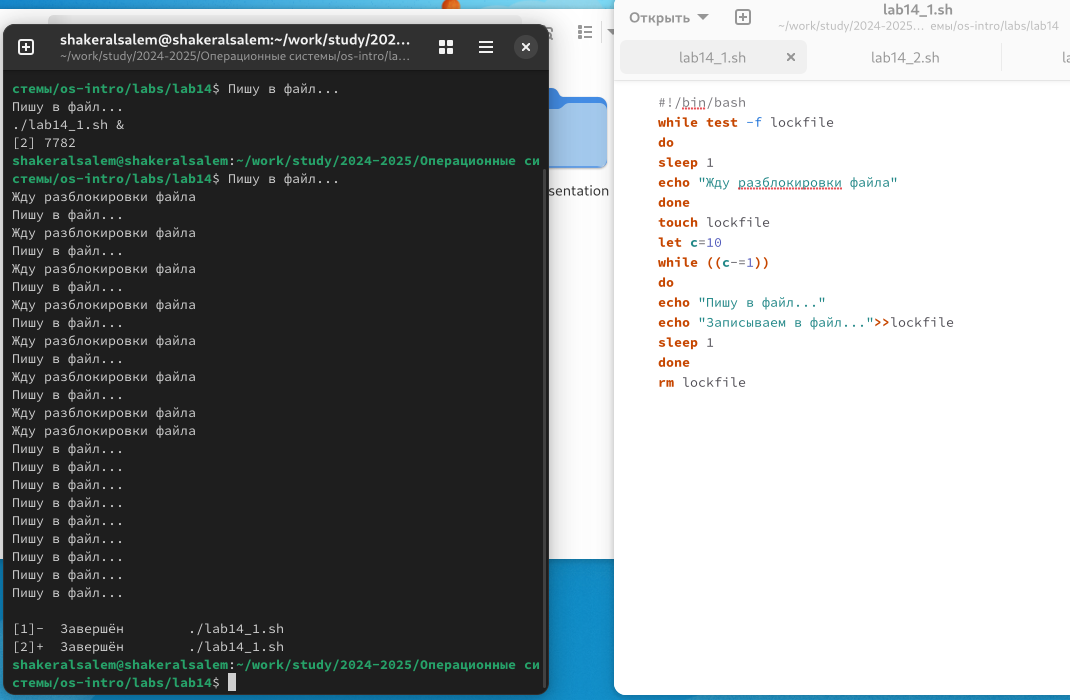 shakeralsalem@shakeralsalem:~/work/study/202...
~/work/study/2024-2025/Операционные системы/os-intro/la...
стемы/os-intro/labs/lab14$ Пишу в файл...
Пишу в файл...
./lab14_1.sh &
[2] 7782
shakeralsalem@shakeralsalem:~/work/study/2024-2025/Операционные си
стемы/os-intro/labs/lab14$ Пишу в файл...
Жду разблокировки файла
Пишу в файл...
Жду разблокировки файла
Пишу в файл...
Жду разблокировки файла
Пишу в файл...
Жду разблокировки файла
Пишу в файл...
Жду разблокировки файла
Пишу в файл...
Жду разблокировки файла
Пишу в файл...
Жду разблокировки файла
Жду разблокировки файла
Пишу в файл...
Пишу в файл...
Пишу в файл...
Пишу в файл...
Пишу в файл...
Пишу в файл...
Пишу в файл...
Пишу в файл...
Пишу в файл...
[1]- Завершён ./lab14_1.sh
[2]+ Завершён ./lab14_1.sh
shakeralsalem@shakeralsalem:~/work/study/2024-2025/Операционные си
стемы/os-intro/labs/lab14$
sentation
Открыть
lab14_1.sh
~/work/study/2024-2025... емы/os-intro/labs/lab14
lab14_1.sh
lab14_2.sh
#!/bin/bash
while test -f lockfile
do
sleep 1
echo "Жду разблокировки файла"
done
touch lockfile
let c=10
while ((c-=1))
do
echo "Пишу в файл..."
echo "Записываем в файл...">>lockfile
sleep 1
done
rm lockfile